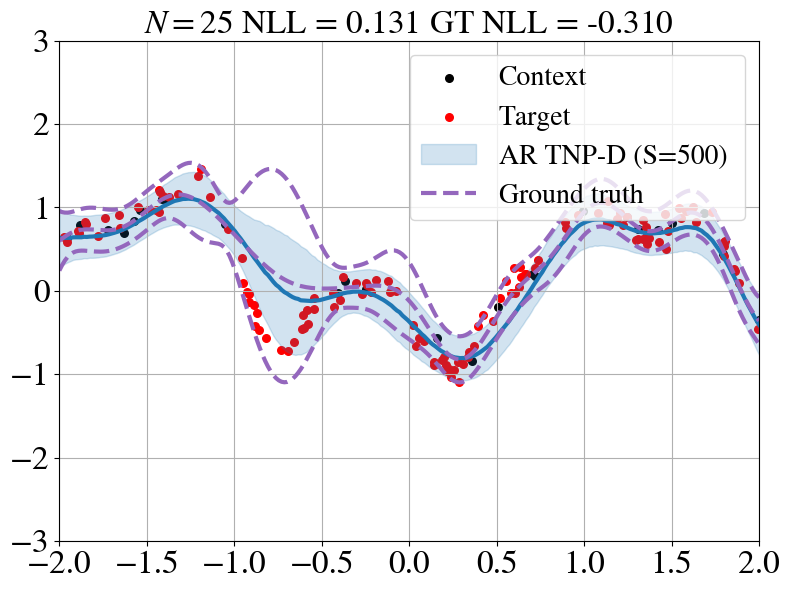 N = 25 NLL = 0.131 GT NLL = -0.310
3
2
1
0
−1
−2
−3
Context
Target
AR TNP-D (S=500)
Ground truth
−2.0 −1.5 −1.0 −0.5 0.0 0.5 1.0 1.5 2.0